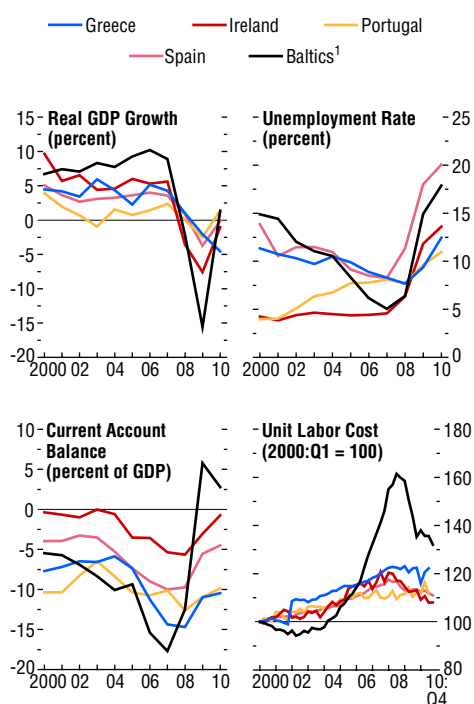 Greece Ireland Portugal
Spain Baltics¹
Real GDP Growth
(percent)
15
10
5
0
-5
-10
-15
-20
2000 02 04 06 08 10
Unemployment Rate
(percent)
25
20
15
10
5
0
2000 02 04 06 08 10
Current Account
Balance
(percent of GDP)
10
5
0
-5
-10
-15
-20
2000 02 04 06 08 10
Unit Labor Cost
(2000:Q1 = 100)
180
160
140
120
100
80
2000 02 04 06 08 10:
Q4